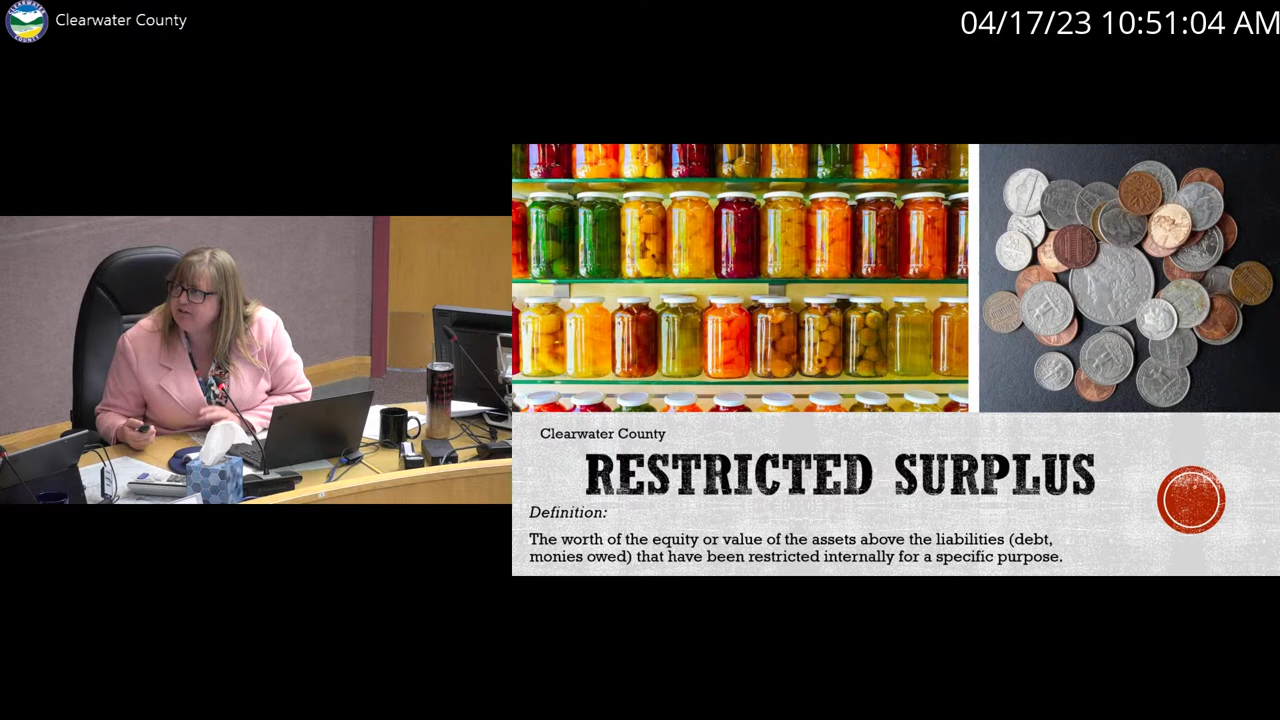 Clearwater County
04/17/23 10:51:04 AM
CLEARWATER
COUNTY
Clearwater County
RESTRICTED SURPLUS
Definition:
The worth of the equity or value of the assets above the liabilities (debt,
monies owed) that have been restricted internally for a specific purpose.